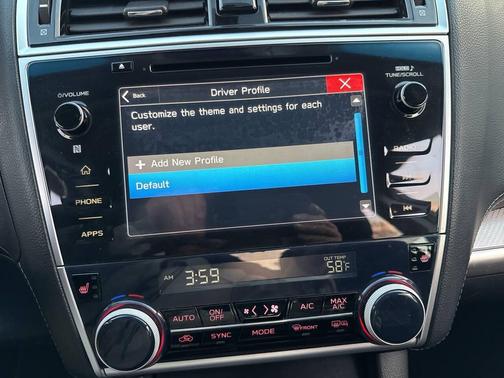 Back
Driver Profile
Customize the theme and settings for each
user.
+ Add New Profile
Default
VOLUME
TUNE/SCROLL
PHONE
APPS
RADIO
AM 3:59
OUT TEMP
58°F
AUTO
ON/
OFF
A/C
MAX
A/C
SYNC
MODE
FRONT